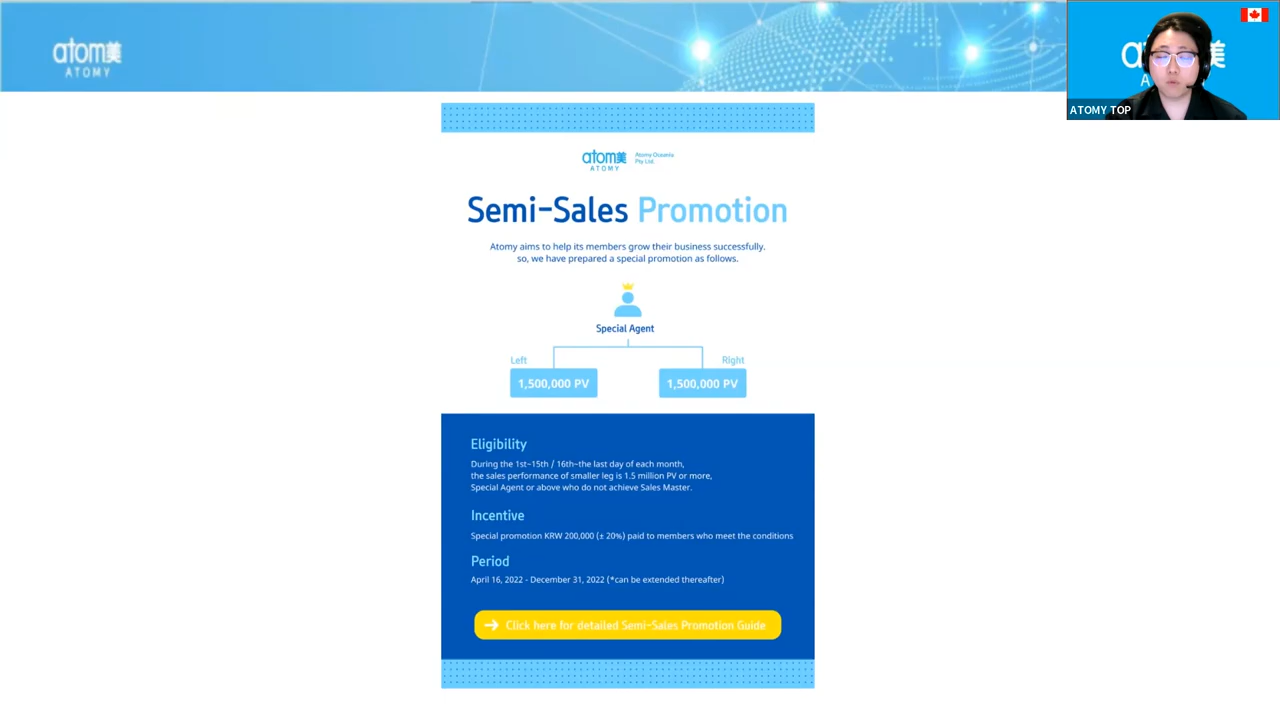 atom美
ATOMY
ATOMY TOP
atom美
ATOMY
Atomy Oceania
Pty Ltd.
Semi-Sales Promotion
Atomy aims to help its members grow their business successfully.
so, we have prepared a special promotion as follows.
Special Agent
Left
Right
1,500,000 PV
1,500,000 PV
Eligibility
During the 1st~15th / 16th~the last day of each month,
the sales performance of smaller leg is 1.5 million PV or more,
Special Agent or above who do not achieve Sales Master.
Incentive
Special promotion KRW 200,000 (± 20%) paid to members who meet the conditions
Period
April 16, 2022 - December 31, 2022 (*can be extended thereafter)
Click here for detailed Semi-Sales Promotion Guide